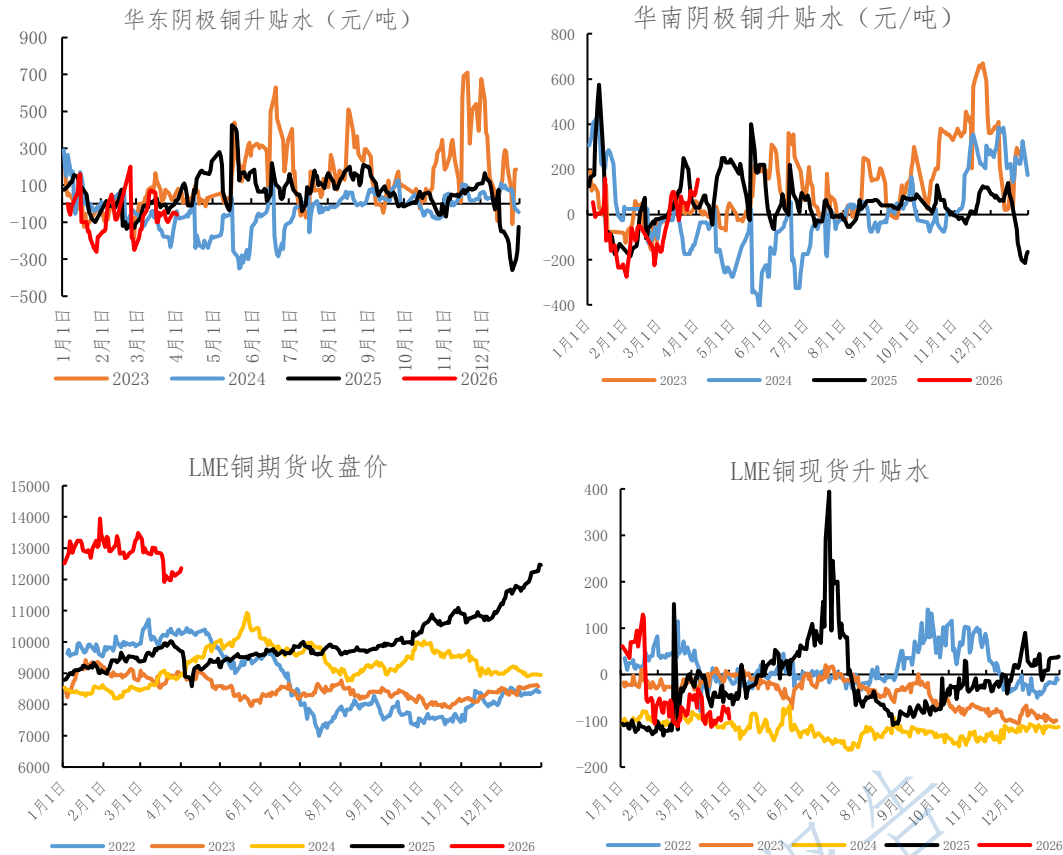 华东阴极铜升贴水（元/吨）
900
700
500
300
100
-100
-300
-500
1月1日
2月1日
3月1日
4月1日
5月1日
6月1日
7月1日
8月1日
9月1日
10月1日
11月1日
12月1日
2023 2024 2025 2026
华南阴极铜升贴水（元/吨）
800
600
400
200
0
-200
-400
1月1日
2月1日
3月1日
4月1日
5月1日
6月1日
7月1日
8月1日
9月1日
10月1日
11月1日
12月1日
2023 2024 2025 2026
LME铜期货收盘价
15000
14000
13000
12000
11000
10000
9000
8000
7000
6000
1月1日
2月1日
3月1日
4月1日
5月1日
6月1日
7月1日
8月1日
9月1日
10月1日
11月1日
12月1日
2022 2023 2024 2025 2026
LME铜现货升贴水
400
300
200
100
0
-100
-200
1月1日
2月1日
3月1日
4月1日
5月1日
6月1日
7月1日
8月1日
9月1日
10月1日
11月1日
12月1日
2022 2023 2024 2025 2026
告